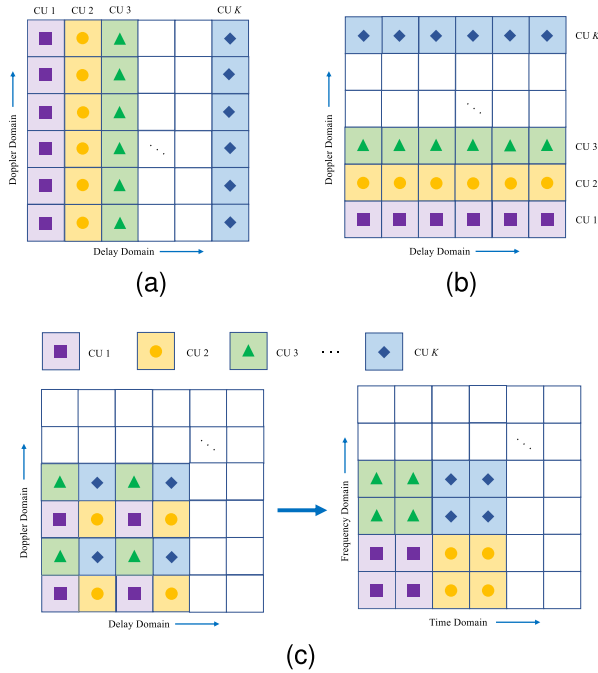 CU 1 CU 2 CU 3 CU K
Doppler Domain
Delay Domain
(a)
CU K
CU 3
CU 2
CU 1
Doppler Domain
Delay Domain
(b)
CU 1 CU 2 CU 3 ··· CU K
Doppler Domain
Delay Domain
Frequency Domain
Time Domain
(c)